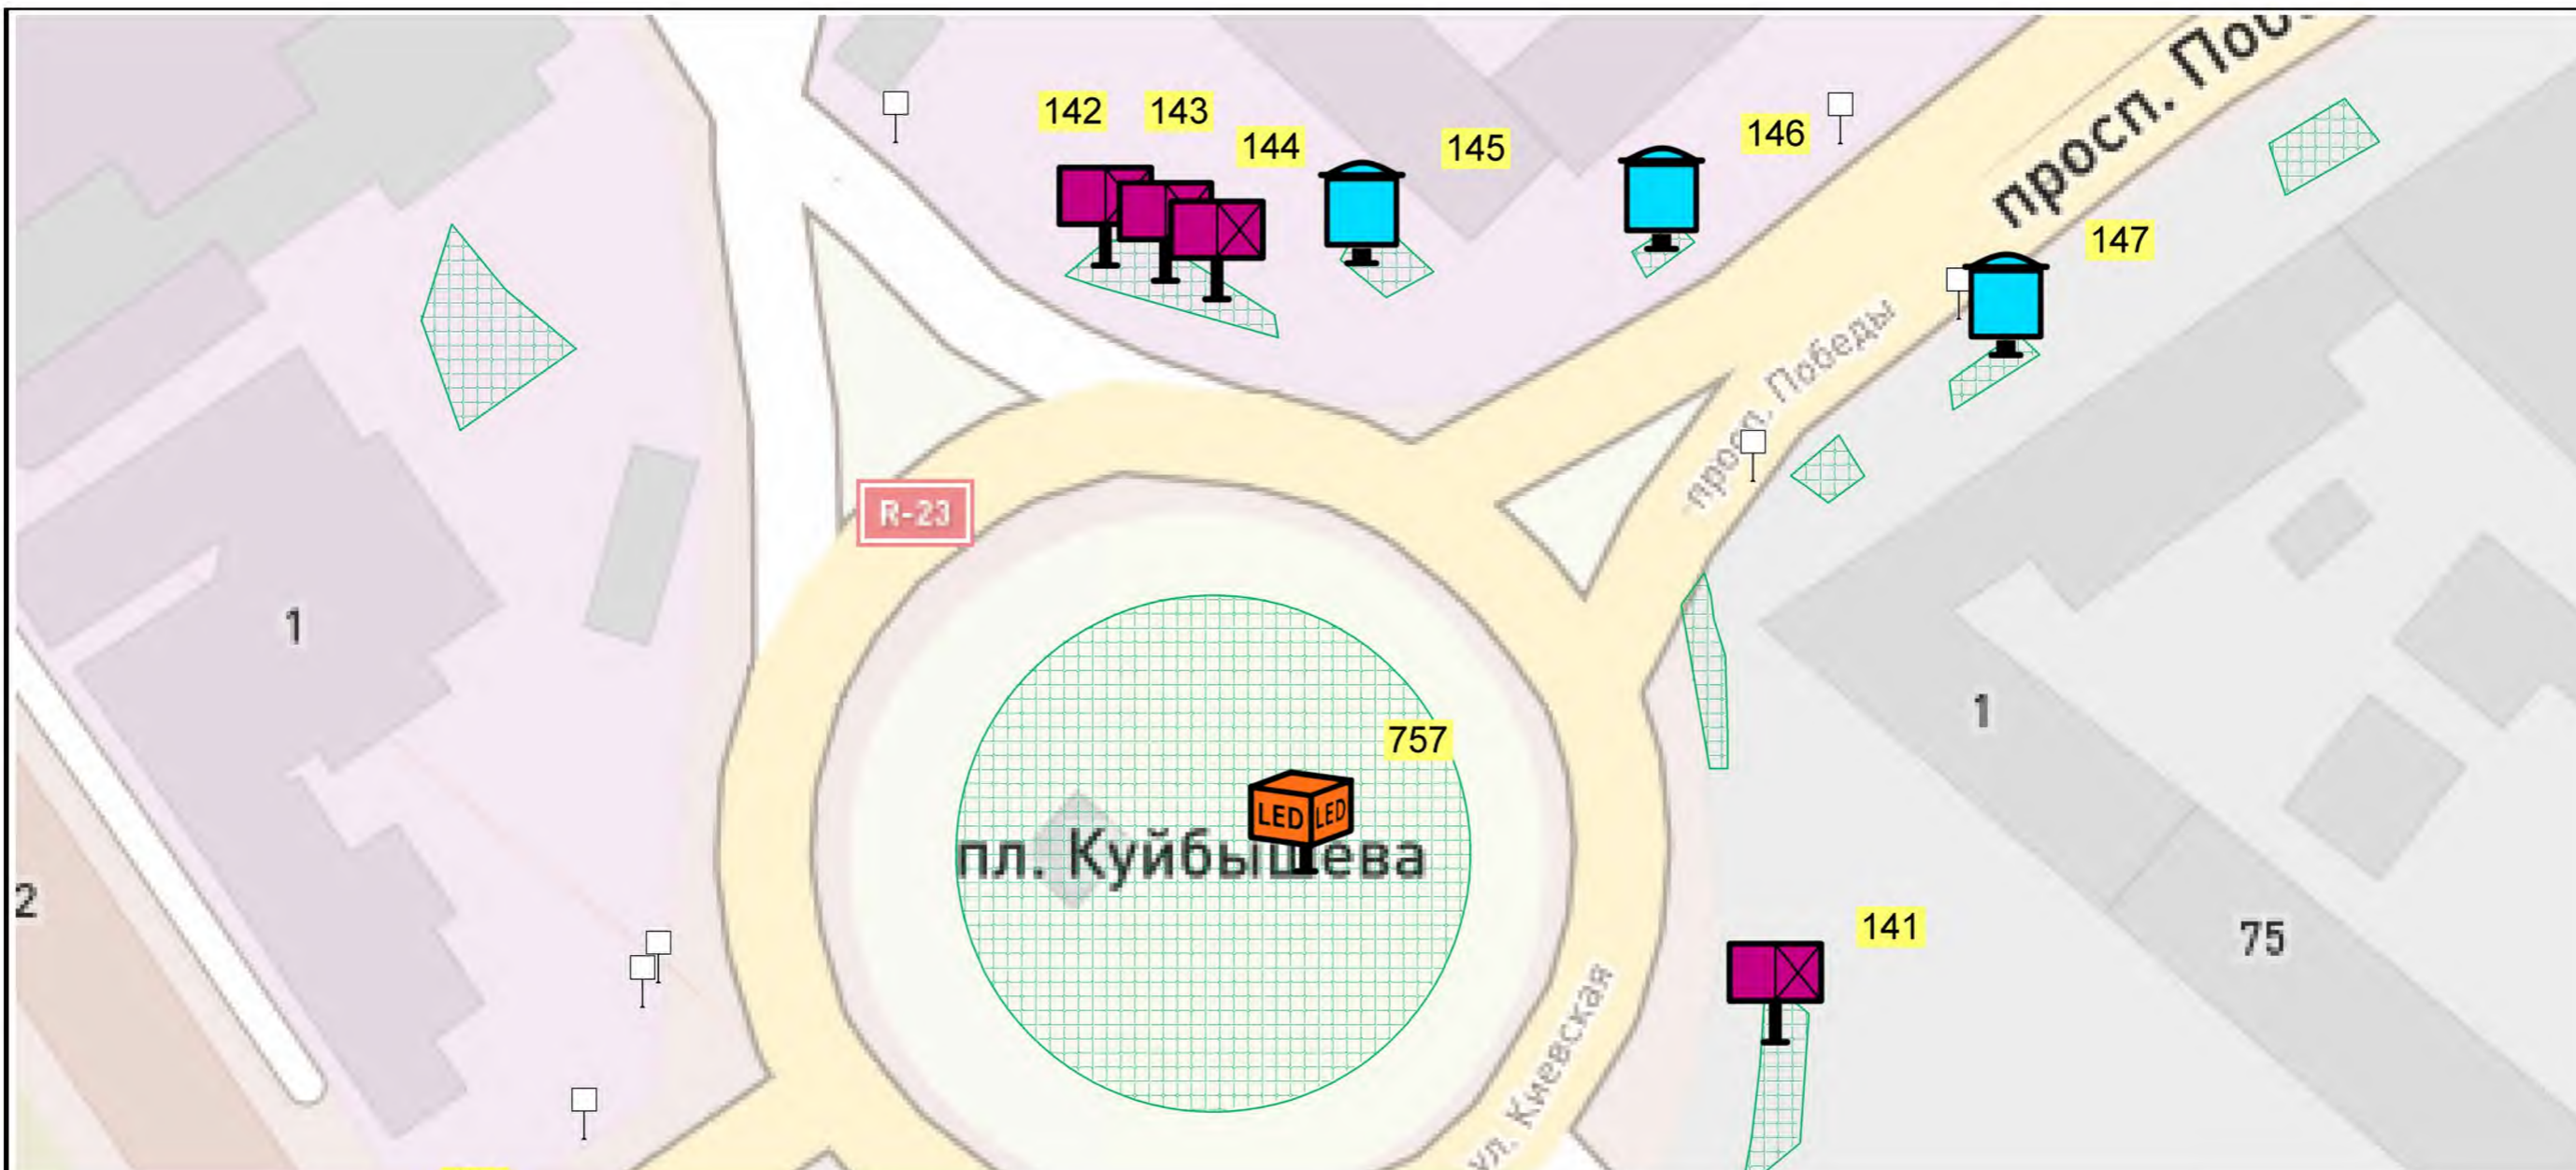 просп. Поб
142
143
144
145
146
147
просп. Победы
R-23
1
1
757
LED LED
пл. Куйбышева
2
141
75
ул. Киевская